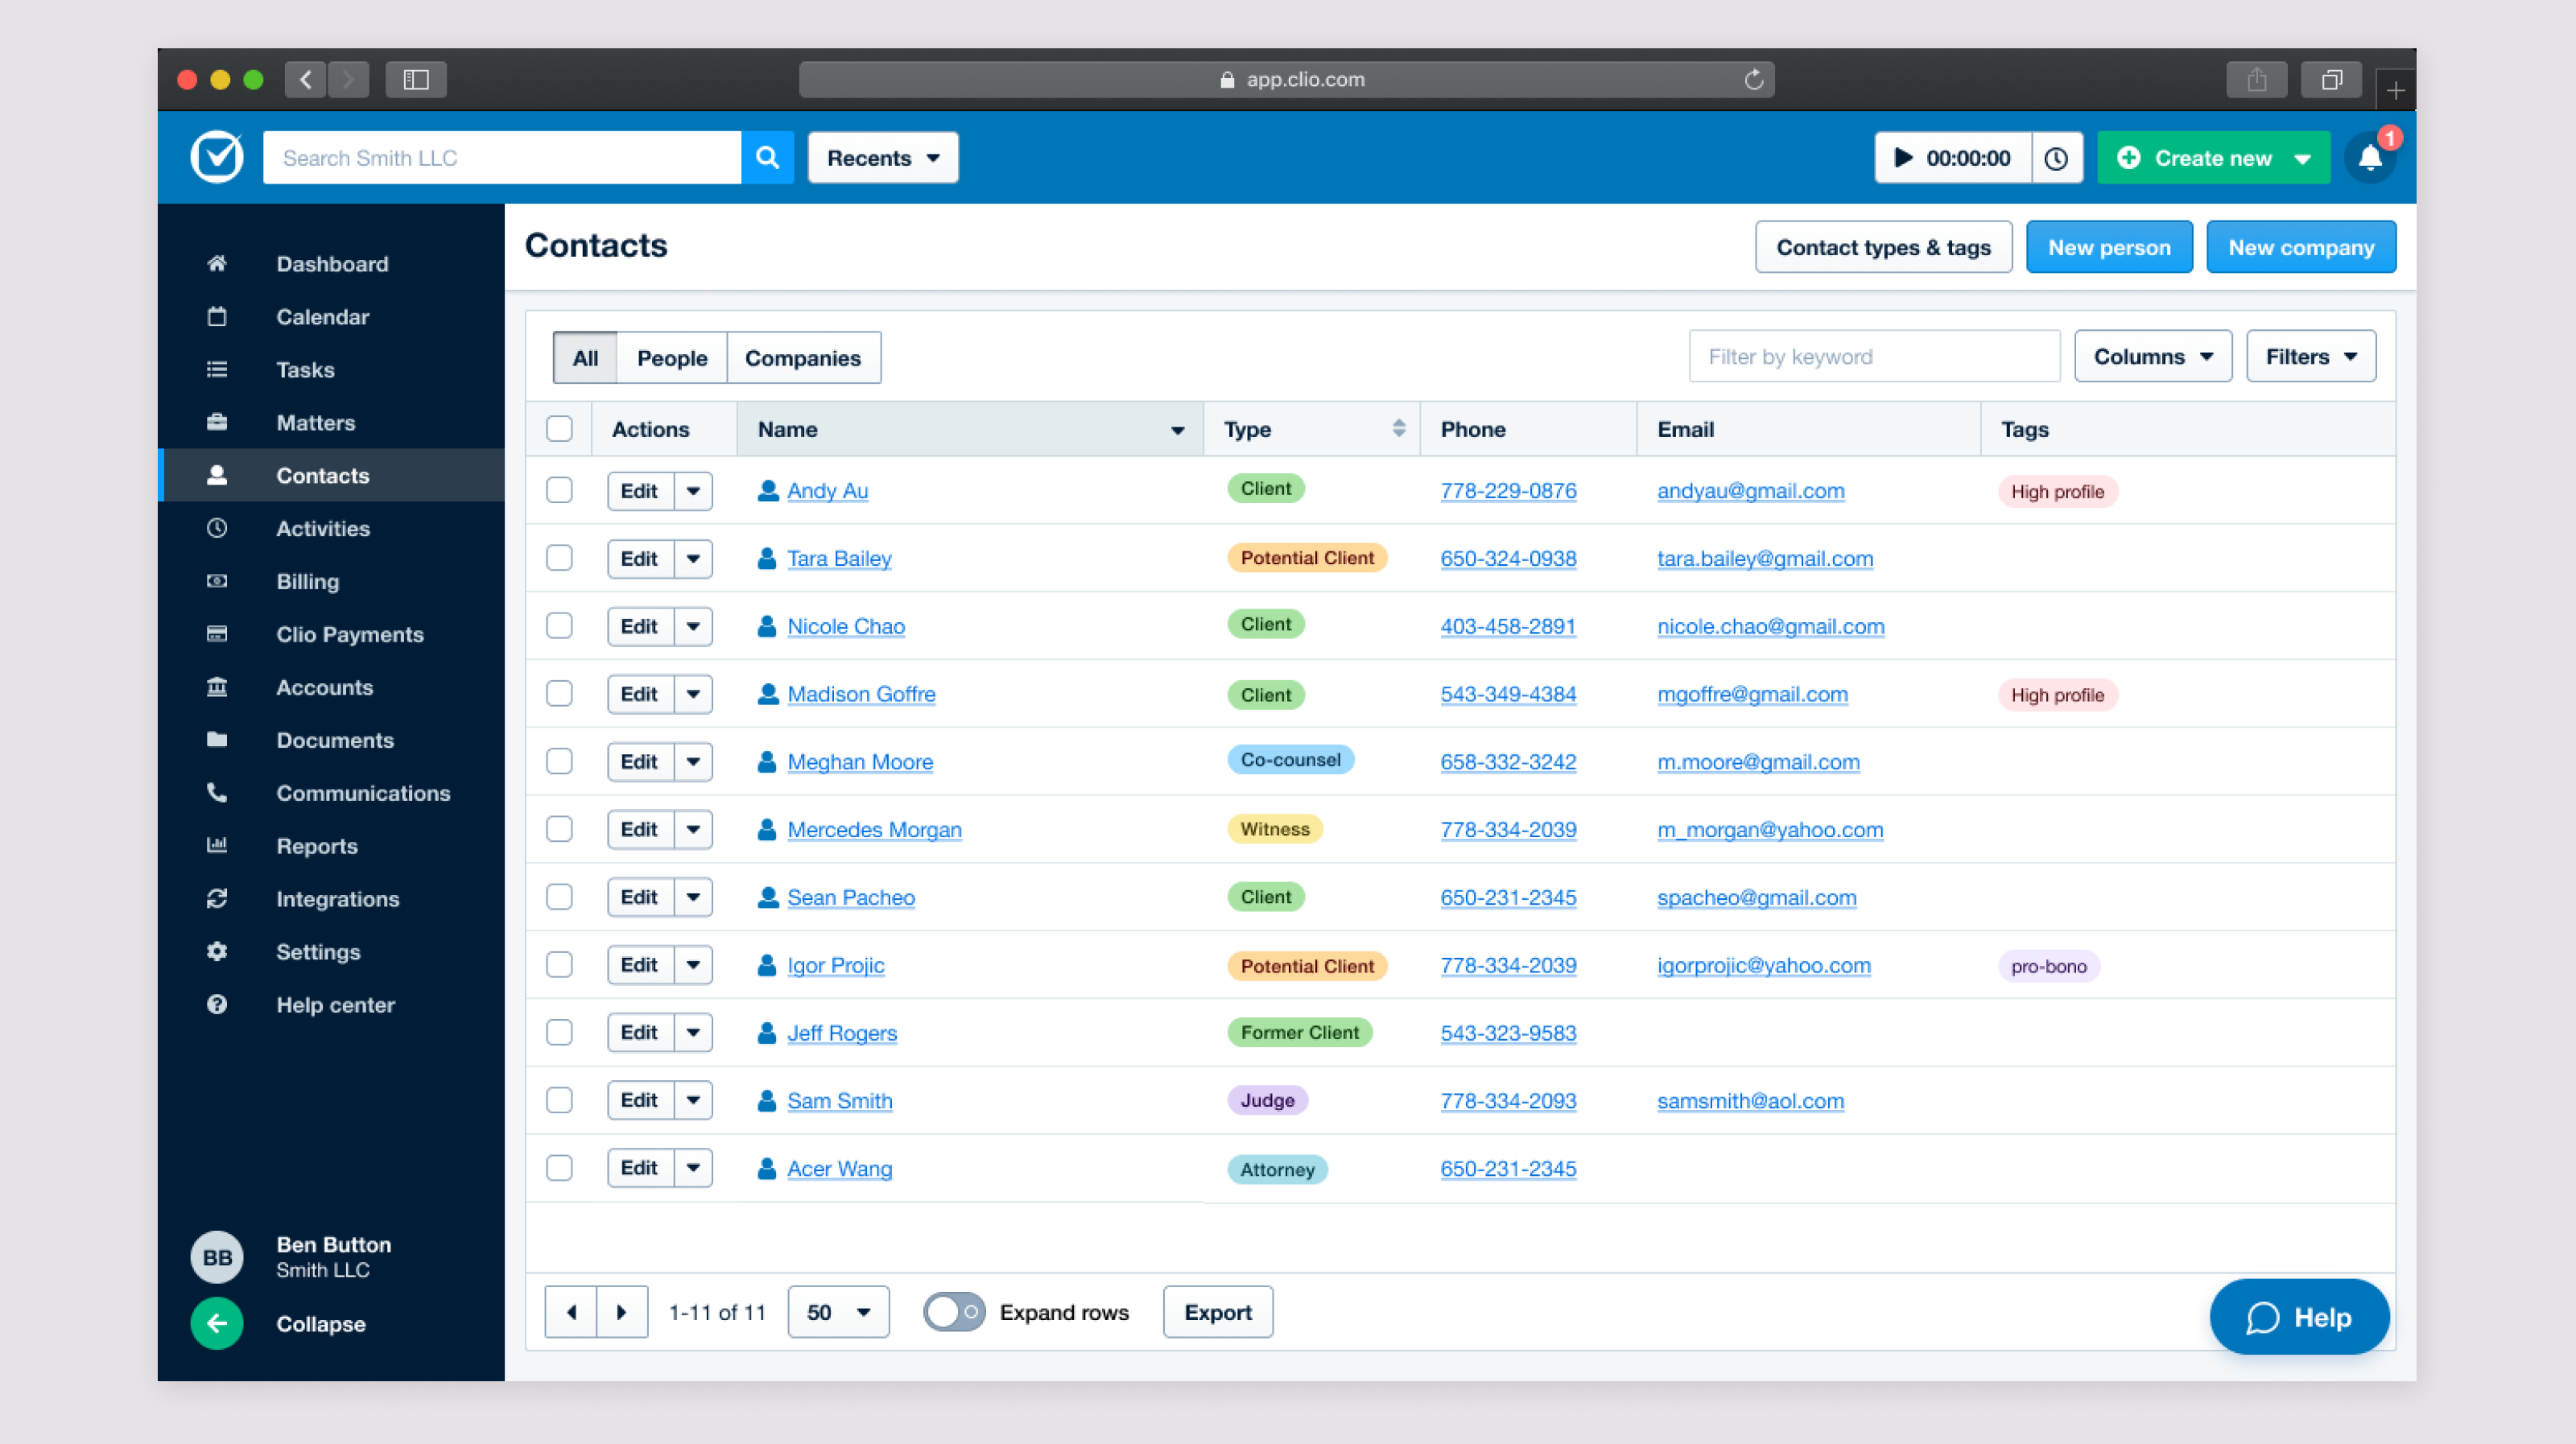 app.clio.com
Search Smith LLC
Recents
00:00:00
Create new
1
Dashboard
Calendar
Tasks
Matters
Contacts
Activities
Billing
Clio Payments
Accounts
Documents
Communications
Reports
Integrations
Settings
Help center
BB
Ben Button
Smith LLC
Collapse
Contacts
Contact types & tags New person New company
All People Companies
Filter by keyword Columns Filters
Actions Name Type Phone Email Tags
Edit Andy Au Client 778-229-0876 andyau@gmail.com High profile
Edit Tara Bailey Potential Client 650-324-0938 tara.bailey@gmail.com
Edit Nicole Chao Client 403-458-2891 nicole.chao@gmail.com
Edit Madison Goffre Client 543-349-4384 mgoffre@gmail.com High profile
Edit Meghan Moore Co-counsel 658-332-3242 m.moore@gmail.com
Edit Mercedes Morgan Witness 778-334-2039 m_morgan@yahoo.com
Edit Sean Pacheo Client 650-231-2345 spacheo@gmail.com
Edit Igor Projic Potential Client 778-334-2039 igorprojic@yahoo.com pro-bono
Edit Jeff Rogers Former Client 543-323-9583
Edit Sam Smith Judge 778-334-2093 samsmith@aol.com
Edit Acer Wang Attorney 650-231-2345
1-11 of 11 50 Expand rows Export
Help